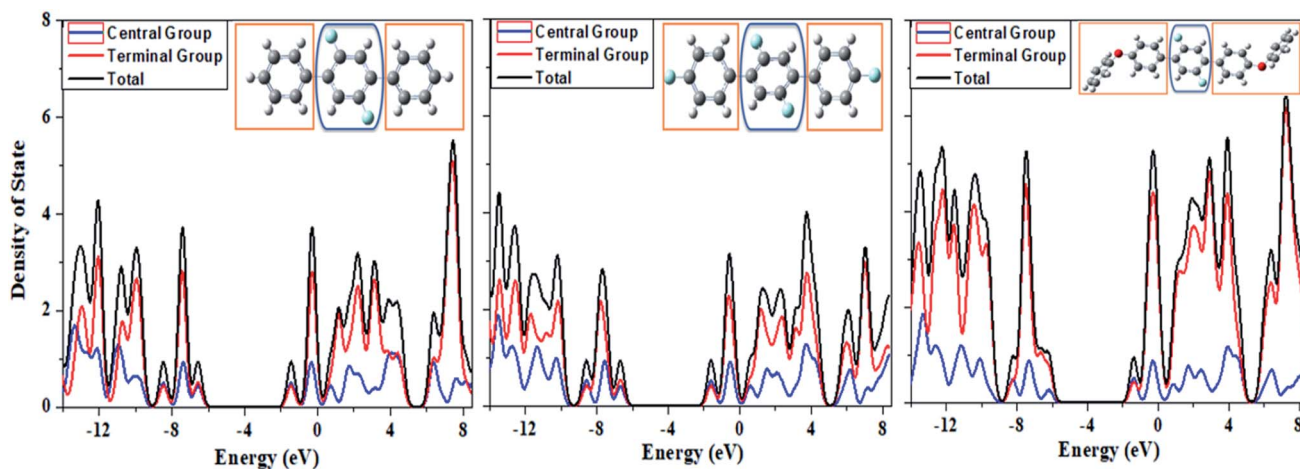 8
6
4
2
0
Density of State
Central Group
Terminal Group
Total
-12 -8 -4 0 4 8
Energy (eV)
Central Group
Terminal Group
Total
-12 -8 -4 0 4 8
Energy (eV)
Central Group
Terminal Group
Total
-12 -8 -4 0 4 8
Energy (eV)